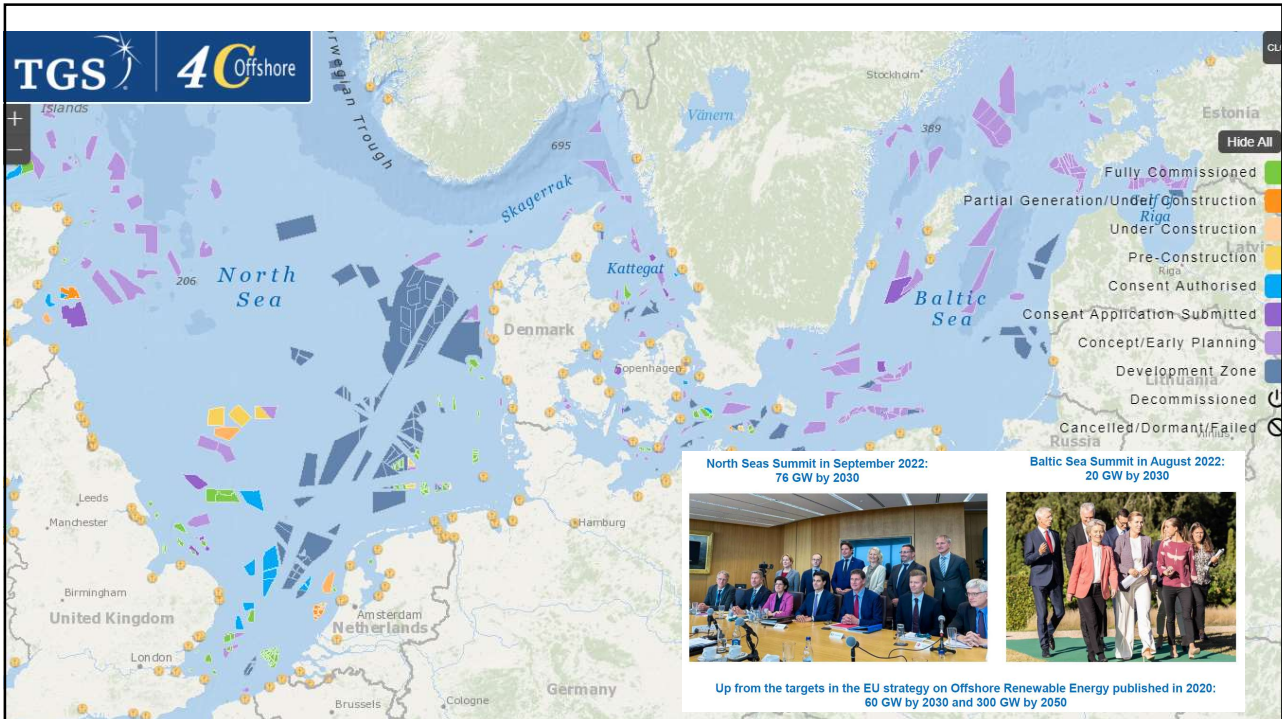 TGS
4C Offshore
CL
Islands
+
−
Norwegian Trough
Stockholm
Vänern
389
Estonia
695
Hide All
Skagerrak
Fully Commissioned
Partial Generation/Under Construction
Gulf of
Riga
Under Construction
Latvia
Riga
Pre-Construction
Kattegat
North
Sea
206
Consent Authorised
Baltic
Sea
Consent Application Submitted
Denmark
Concept/Early Planning
Copenhagen
Development Zone
Lithuania
Decommissioned
Cancelled/Dormant/Failed
Vilnius
Russia
North Seas Summit in September 2022:
76 GW by 2030
Baltic Sea Summit in August 2022:
20 GW by 2030
Leeds
Manchester
Hamburg
Birmingham
United Kingdom
Amsterdam
Netherlands
London
Germany
Brussels
Cologne
Up from the targets in the EU strategy on Offshore Renewable Energy published in 2020:
60 GW by 2030 and 300 GW by 2050